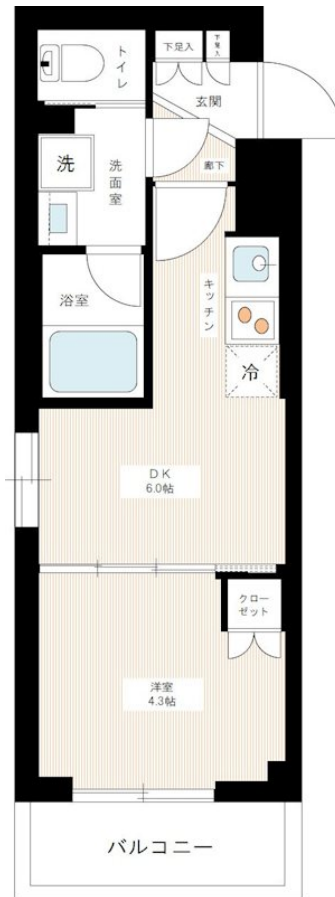 トイレ
下足入
下足入
玄関
洗
洗面室
廊下
浴室
キッチン
冷
DK
6.0帖
クロー
ゼット
洋室
4.3帖
バルコニー